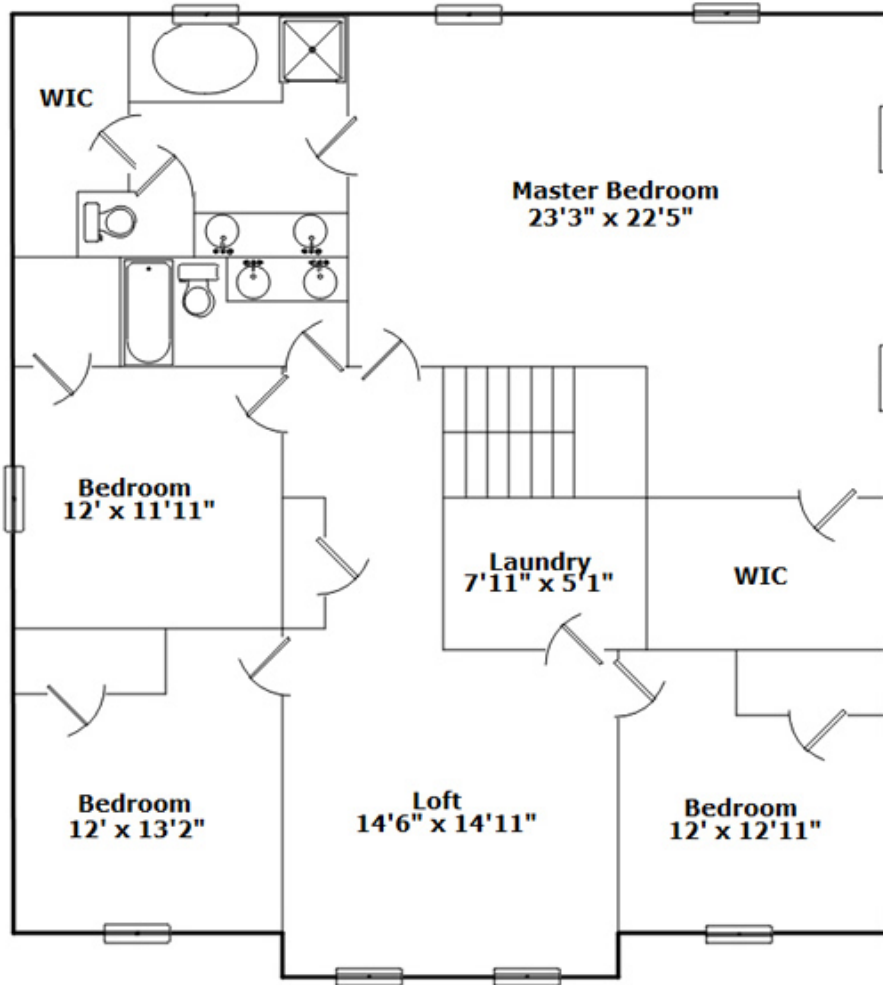 WIC
Master Bedroom
23'3" x 22'5"
Bedroom
12' x 11'11"
Laundry
7'11" x 5'1"
WIC
Bedroom
12' x 13'2"
Loft
14'6" x 14'11"
Bedroom
12' x 12'11"